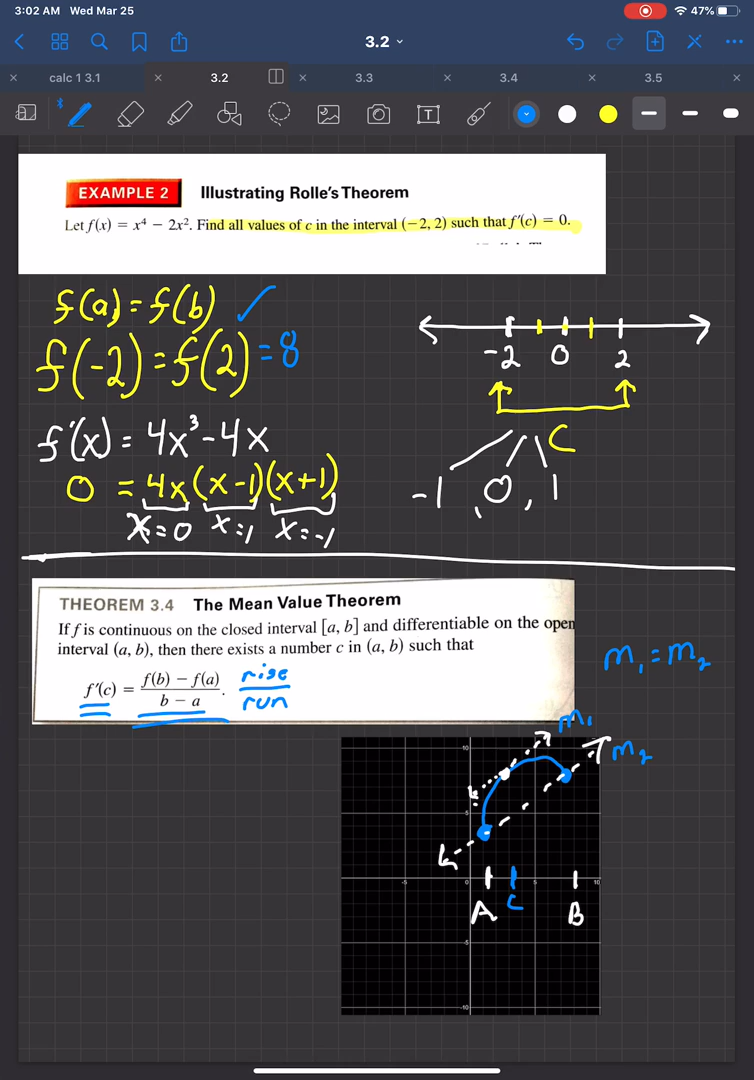 3:02 AM Wed Mar 25
47%
3.2
calc 1 3.1
3.2
3.3
3.4
3.5
EXAMPLE 2 Illustrating Rolle's Theorem
Let f(x) = x⁴ − 2x². Find all values of c in the interval (−2, 2) such that f′(c) = 0.
f(a) = f(b) ✓
f(-2) = f(2) = 8
-2 0 2
C
f'(x) = 4x³ - 4x
0 = 4x(x-1)(x+1)
x=0 x=1 x=-1
-1, 0, 1
THEOREM 3.4 The Mean Value Theorem
If f is continuous on the closed interval [a, b] and differentiable on the open
interval (a, b), then there exists a number c in (a, b) such that
f′(c) = f(b) − f(a) / b − a. rise / run
m₁ = m₂
m₁
m₂
10
5
-5 0 5 10
A C B
-5
-10